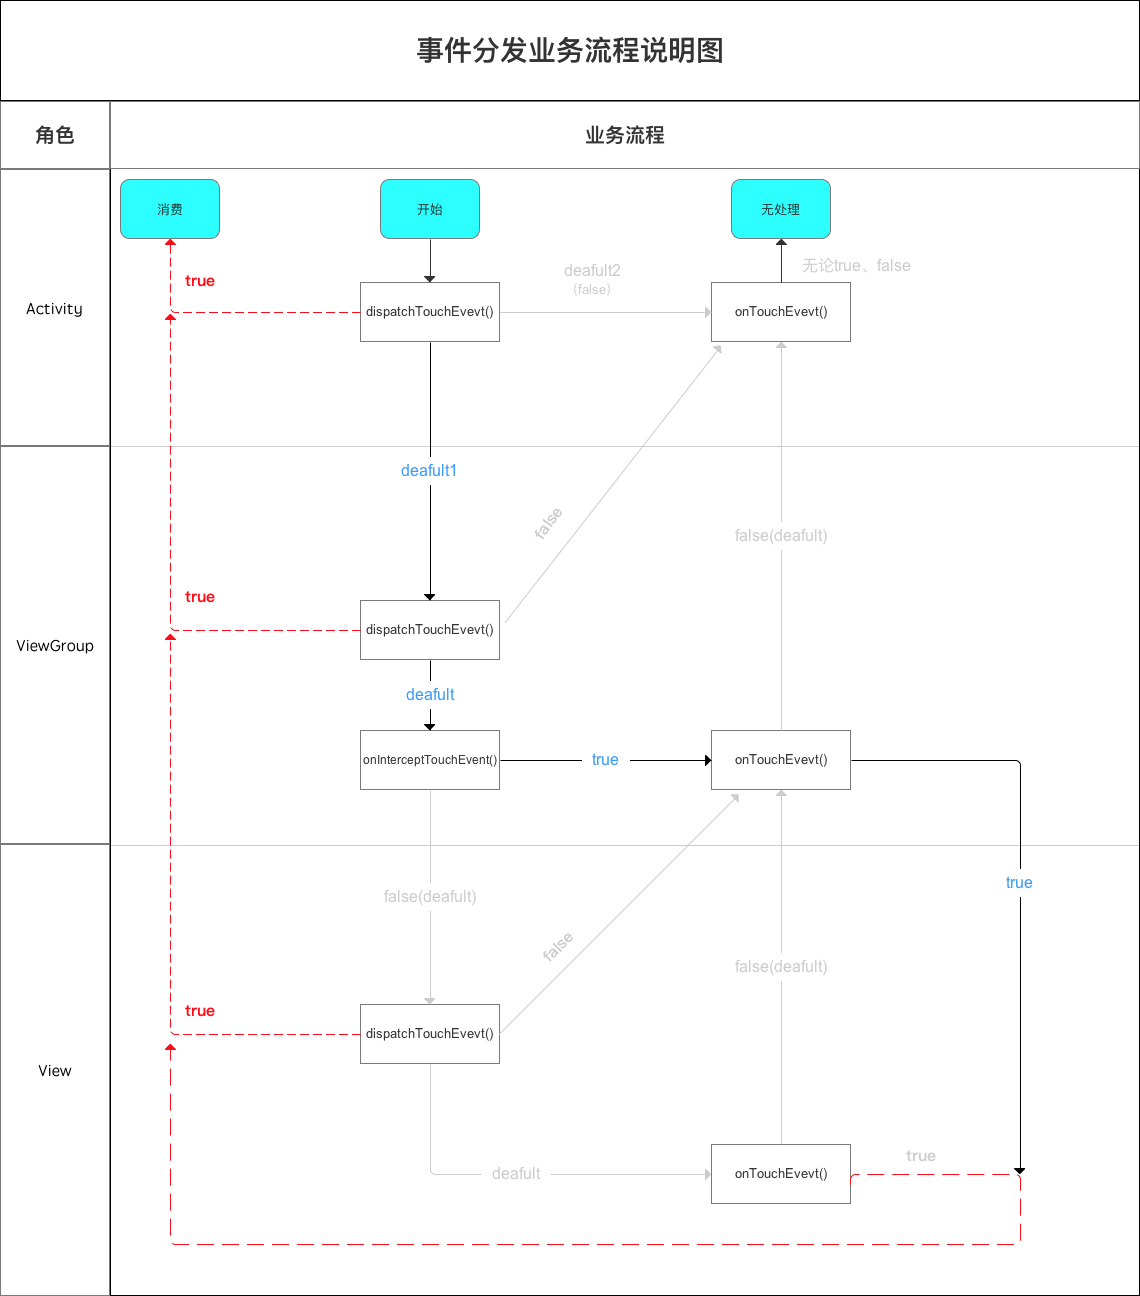 事件分发业务流程说明图
角色
业务流程
消费
开始
无处理
true
deafult2
（false）
无论true、false
Activity
dispatchTouchEvevt()
onTouchEvevt()
deafult1
false
false(deafult)
true
dispatchTouchEvevt()
ViewGroup
deafult
onInterceptTouchEvent()
true
onTouchEvevt()
true
false(deafult)
false
false(deafult)
true
dispatchTouchEvevt()
View
deafult
onTouchEvevt()
true